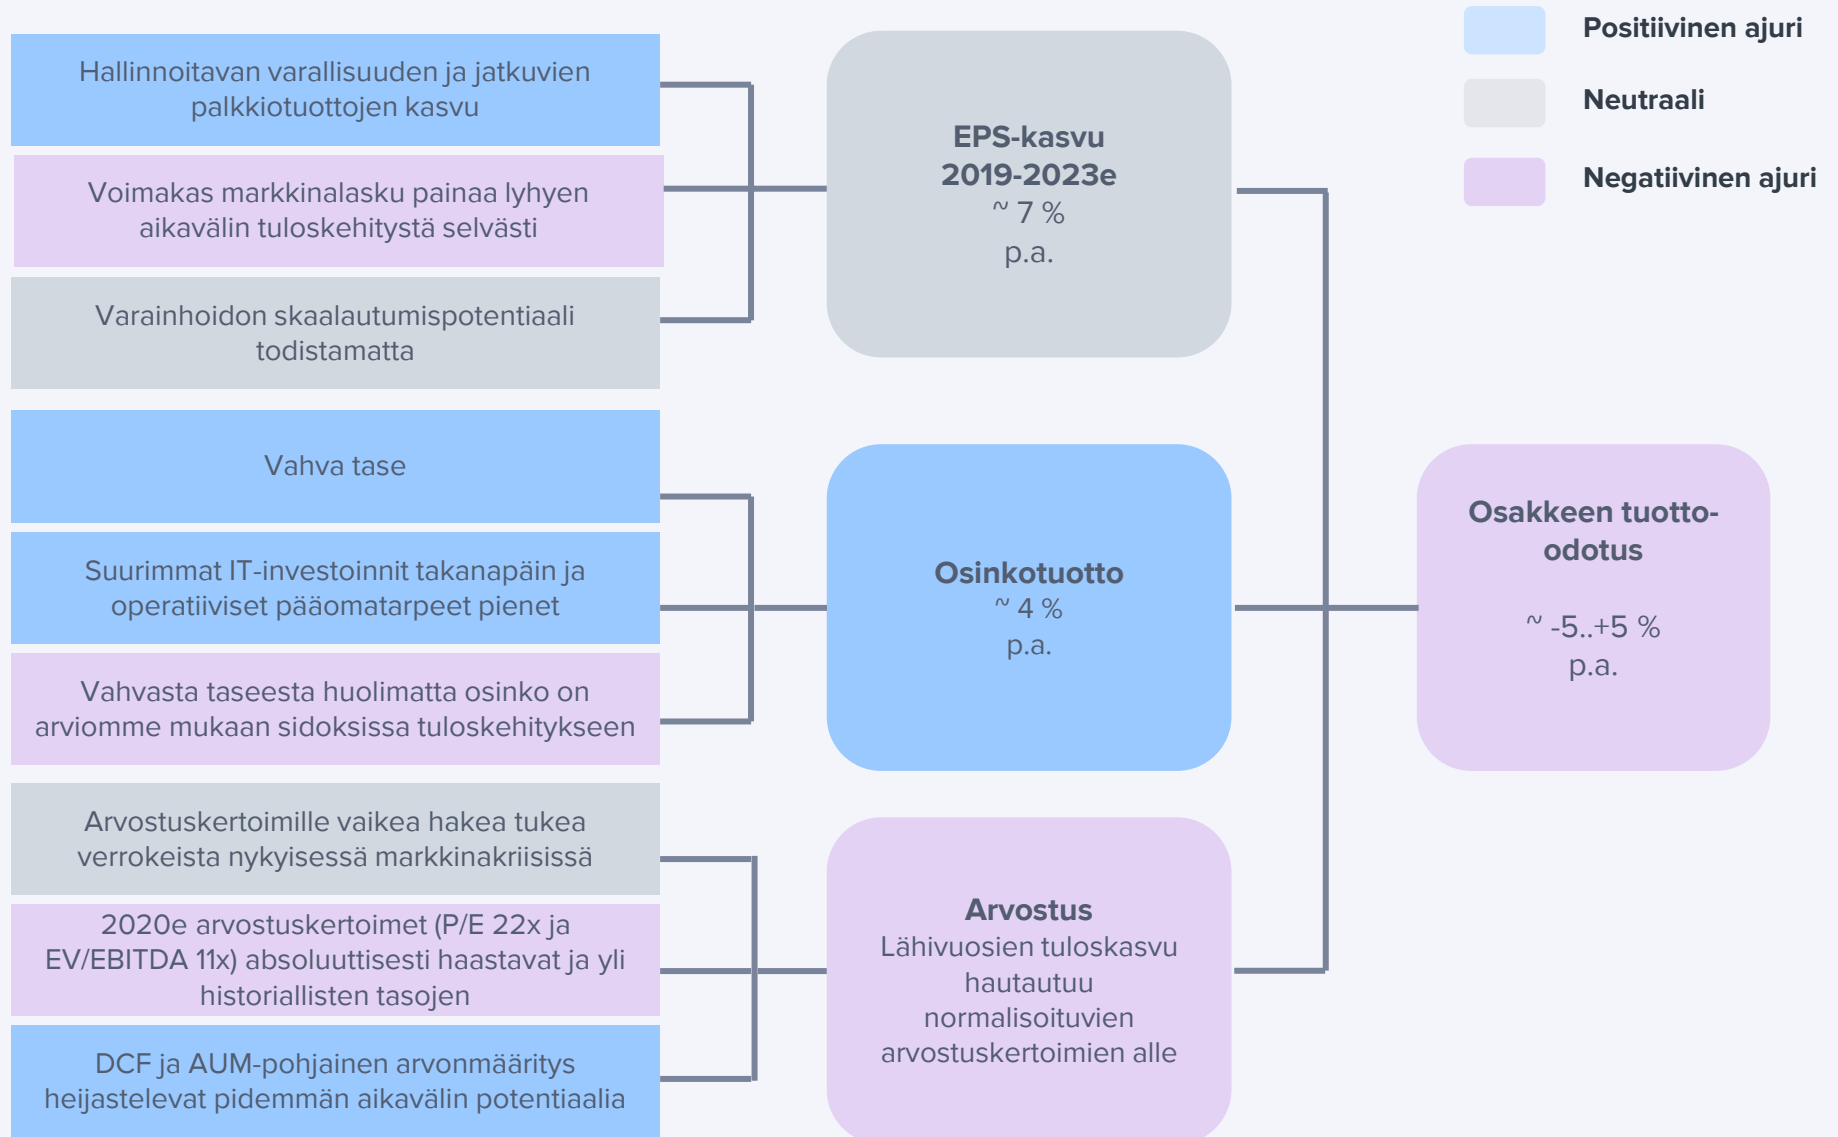 Positiivinen ajuri
Neutraali
Negatiivinen ajuri
Hallinnoitavan varallisuuden ja jatkuvien
palkkiotuottojen kasvu
Voimakas markkinalasku painaa lyhyen
aikavälin tuloskehitystä selvästi
Varainhoidon skaalautumispotentiaali
todistamatta
EPS-kasvu
2019-2023e
~ 7 %
p.a.
Vahva tase
Suurimmat IT-investoinnit takanapäin ja
operatiiviset pääomatarpeet pienet
Vahvasta taseesta huolimatta osinko on
arviomme mukaan sidoksissa tuloskehitykseen
Osinkotuotto
~ 4 %
p.a.
Osakkeen tuotto-
odotus
~ -5..+5 %
p.a.
Arvostuskertoimille vaikea hakea tukea
verrokeista nykyisessä markkinakriisissä
2020e arvostuskertoimet (P/E 22x ja
EV/EBITDA 11x) absoluuttisesti haastavat ja yli
historiallisten tasojen
DCF ja AUM-pohjainen arvonmääritys
heijastelevat pidemmän aikavälin potentiaalia
Arvostus
Lähivuosien tuloskasvu
hautautuu
normalisoituvien
arvostuskertoimien alle